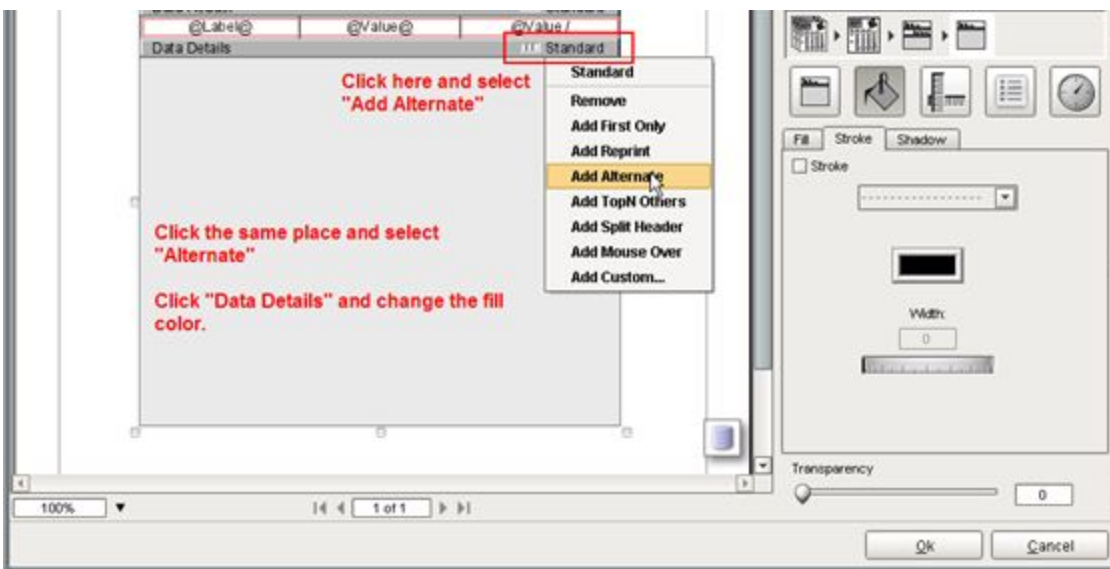 @Label@ @Value@ @Value /
Data Details Standard
Click here and select
"Add Alternate"
Standard
Remove
Add First Only
Add Reprint
Add Alternate
Add TopN Others
Add Split Header
Add Mouse Over
Add Custom...
Click the same place and select
"Alternate"
Click "Data Details" and change the fill
color.
Fill Stroke Shadow
Stroke
Width:
0
Transparency
0
100% 1 of 1
Ok Cancel